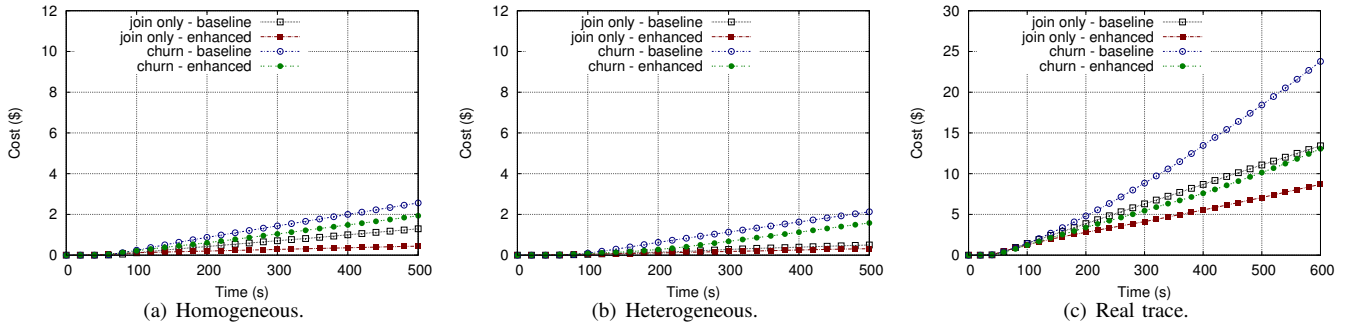 12
10
8
6
4
2
0
0 100 200 300 400 500
Cost ($)
Time (s)
join only - baseline
join only - enhanced
churn - baseline
churn - enhanced
(a) Homogeneous.
12
10
8
6
4
2
0
0 100 200 300 400 500
Cost ($)
Time (s)
join only - baseline
join only - enhanced
churn - baseline
churn - enhanced
(b) Heterogeneous.
30
25
20
15
10
5
0
0 100 200 300 400 500 600
Cost ($)
Time (s)
join only - baseline
join only - enhanced
churn - baseline
churn - enhanced
(c) Real trace.